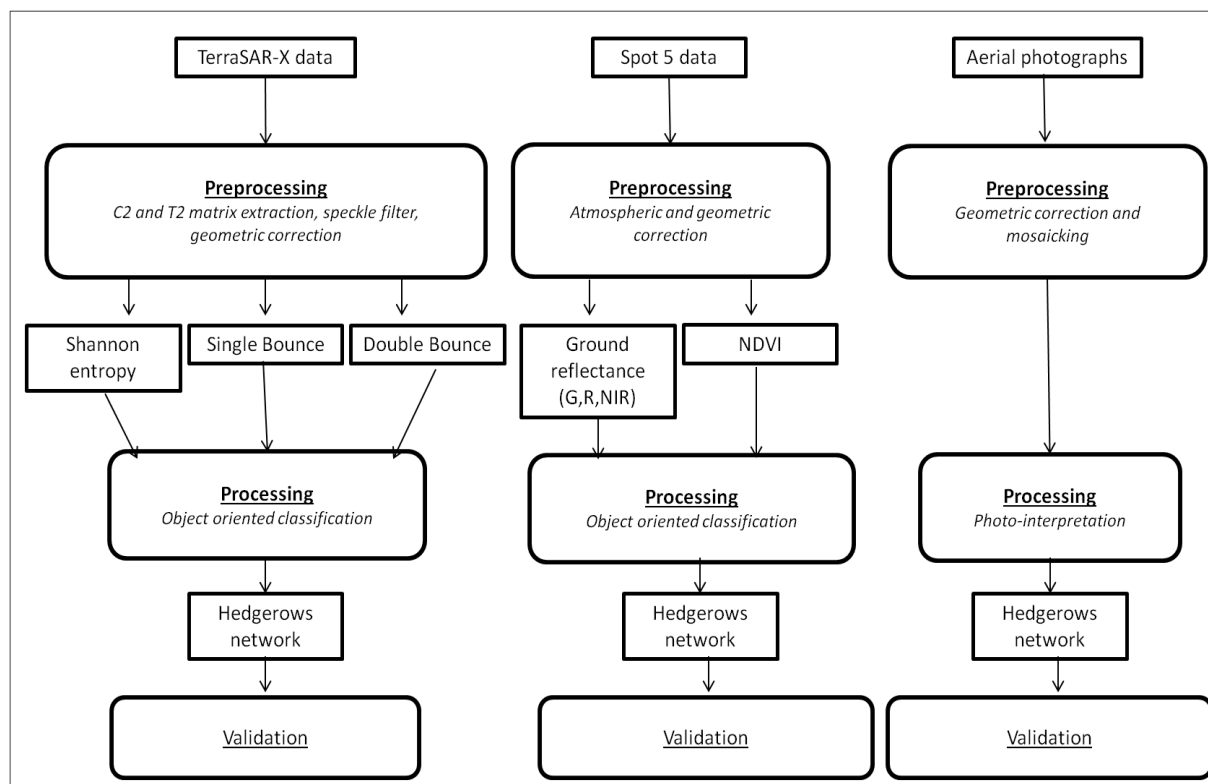 TerraSAR-X data
Spot 5 data
Aerial photographs
Preprocessing
C2 and T2 matrix extraction, speckle filter,
geometric correction
Preprocessing
Atmospheric and geometric
correction
Preprocessing
Geometric correction and
mosaicking
Shannon
entropy
Single Bounce
Double Bounce
Ground
reflectance
(G,R,NIR)
NDVI
Processing
Object oriented classification
Processing
Object oriented classification
Processing
Photo-interpretation
Hedgerows
network
Hedgerows
network
Hedgerows
network
Validation
Validation
Validation